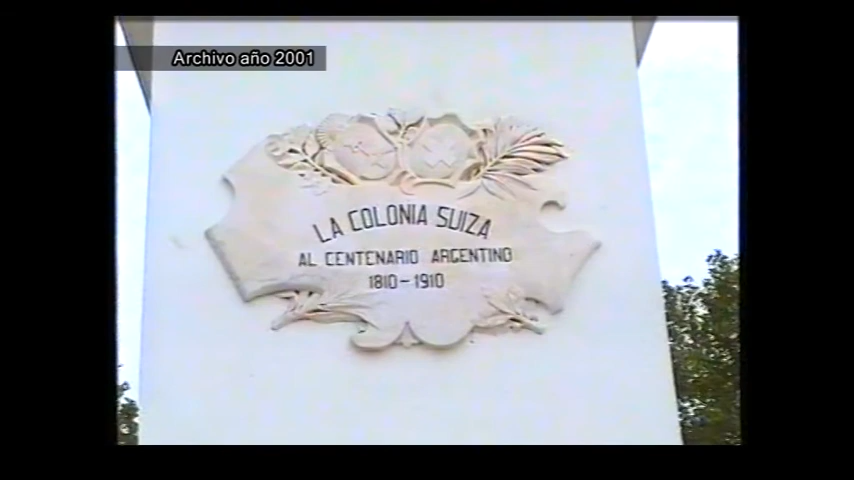 Archivo año 2001
LA COLONIA SUIZA
AL CENTENARIO ARGENTINO
1810-1910